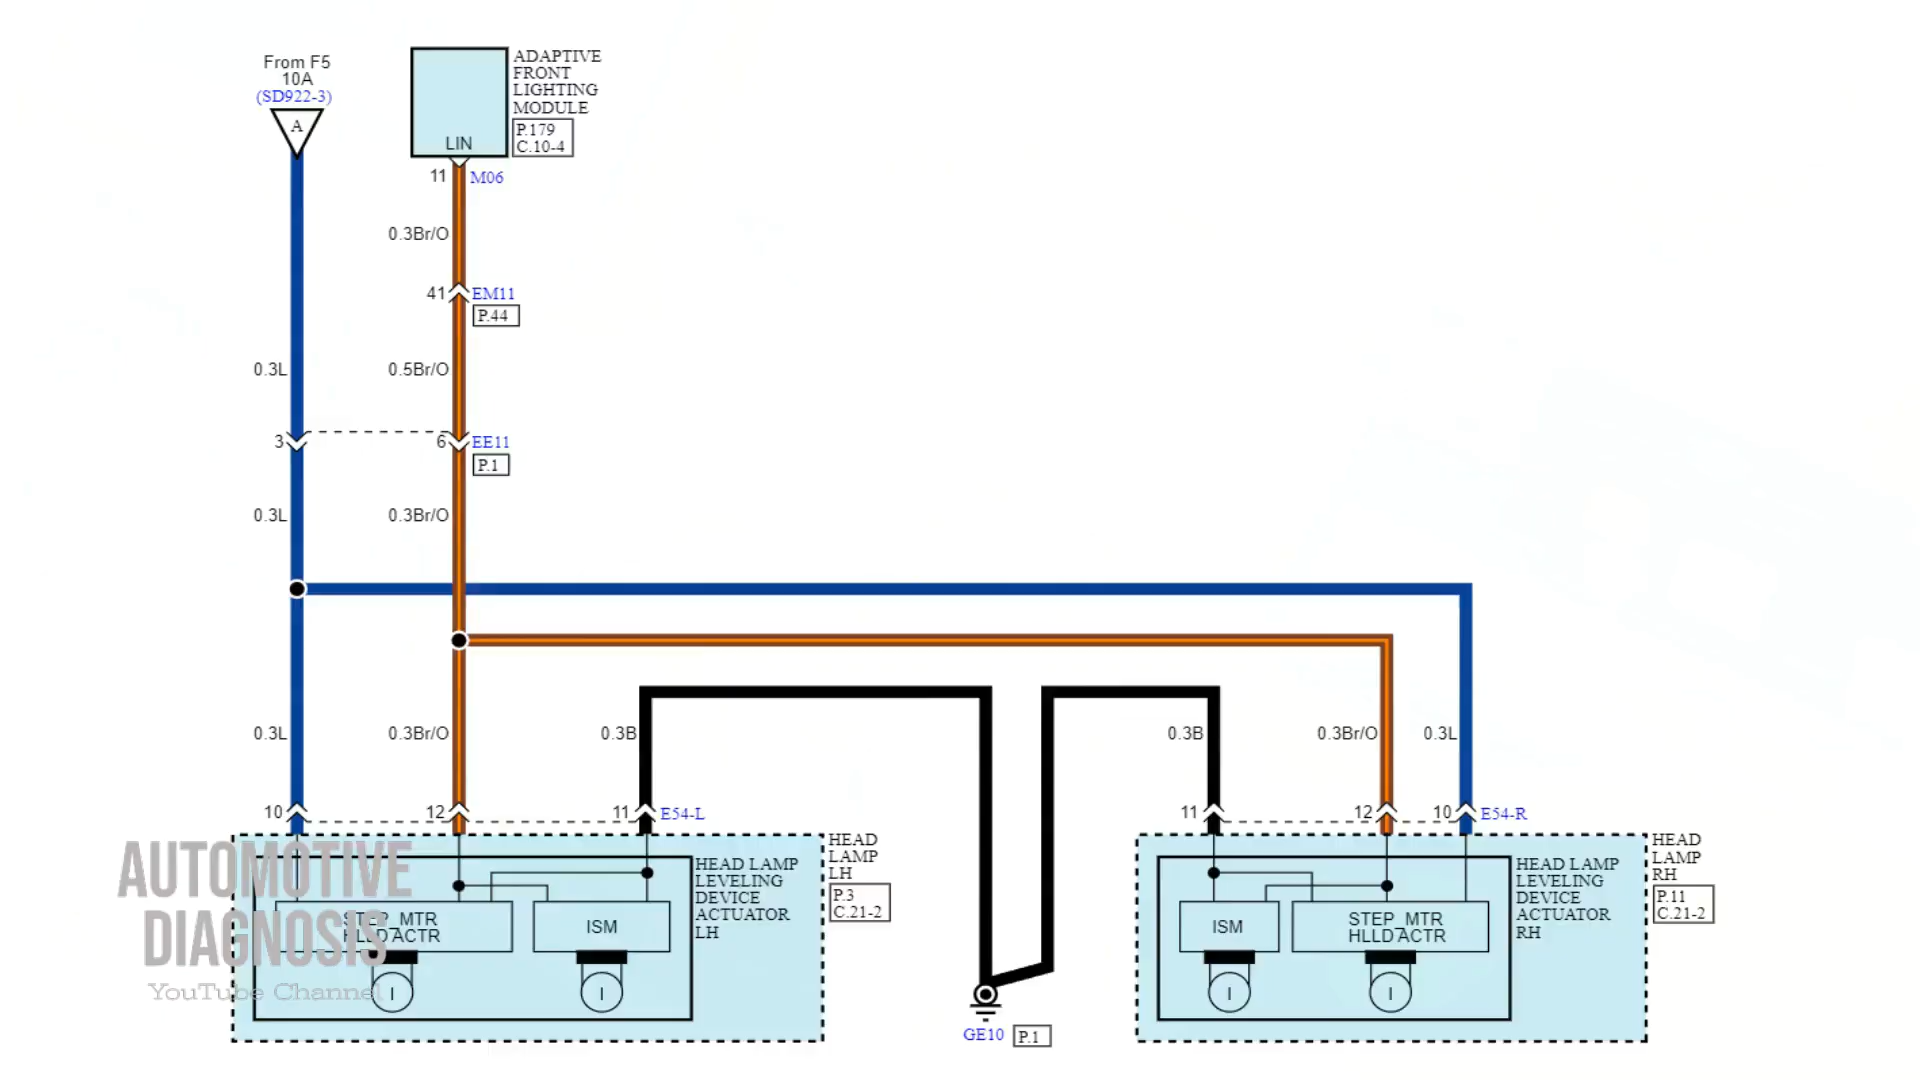 From F5
10A
(SD922-3)
A
ADAPTIVE
FRONT
LIGHTING
MODULE
P.179
C.10-4
LIN
11 M06
0.3Br/O
41 EM11
P.44
0.3L 0.5Br/O
3 6 EE11
P.1
0.3L 0.3Br/O
0.3L 0.3Br/O 0.3B 0.3B 0.3Br/O 0.3L
10 12 11 E54-L 11 12 10 E54-R
HEAD
LAMP
LH
P.3
C.21-2
HEAD LAMP
LEVELING
DEVICE
ACTUATOR
LH
STEP_MTR
HLLD ACTR
ISM
I I
HEAD
LAMP
RH
P.11
C.21-2
HEAD LAMP
LEVELING
DEVICE
ACTUATOR
RH
ISM
STEP_MTR
HLLD ACTR
I I
GE10 P.1
AUTOMOTIVE
DIAGNOSIS
YouTube Channel